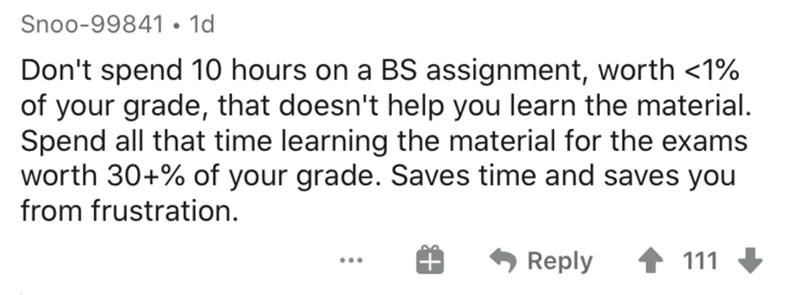 Snoo-99841 • 1d
Don't spend 10 hours on a BS assignment, worth <1%
of your grade, that doesn't help you learn the material.
Spend all that time learning the material for the exams
worth 30+% of your grade. Saves time and saves you
from frustration.
... Reply 111